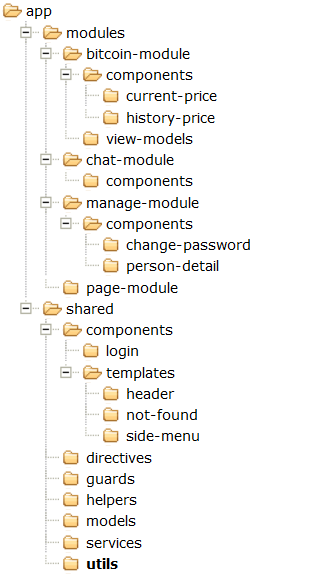 app
modules
bitcoin-module
components
current-price
history-price
view-models
chat-module
components
manage-module
components
change-password
person-detail
page-module
shared
components
login
templates
header
not-found
side-menu
directives
guards
helpers
models
services
utils